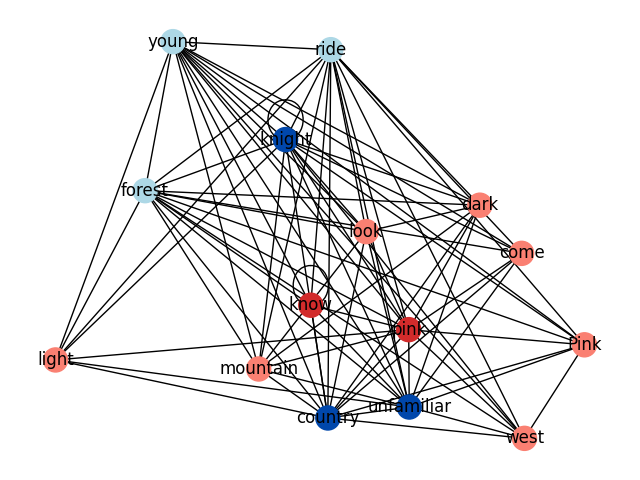 young
ride
knight
forest
dark
look
come
know
pink
Pink
light
mountain
unfamiliar
country
west